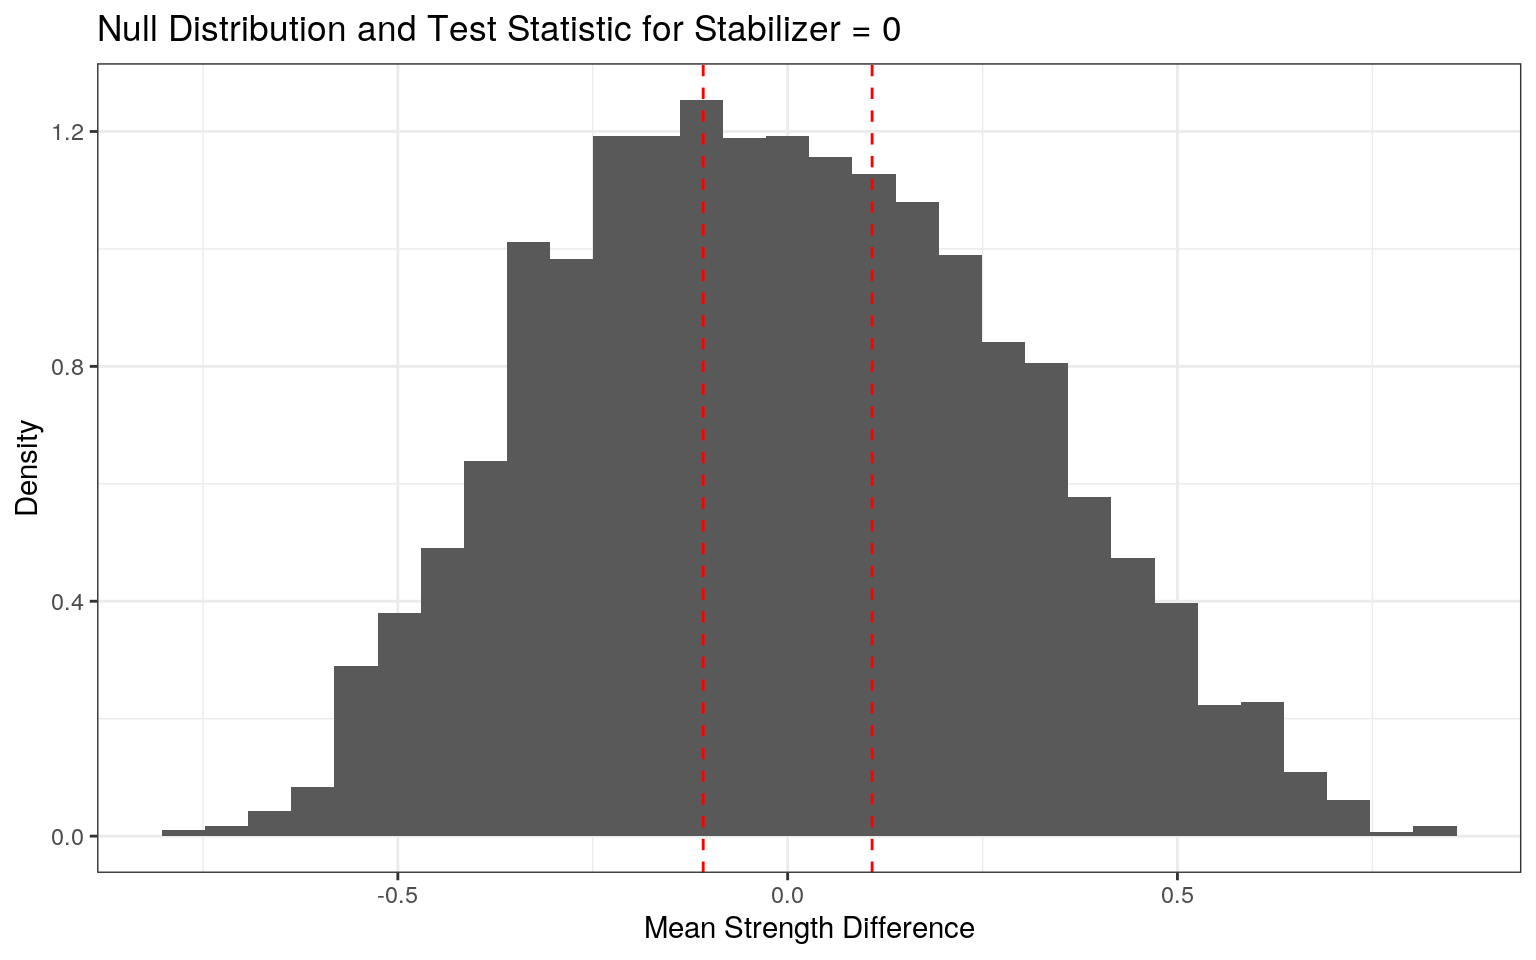 Null Distribution and Test Statistic for Stabilizer = 0
1.2
0.8
0.4
0.0
Density
-0.5
0.0
0.5
Mean Strength Difference